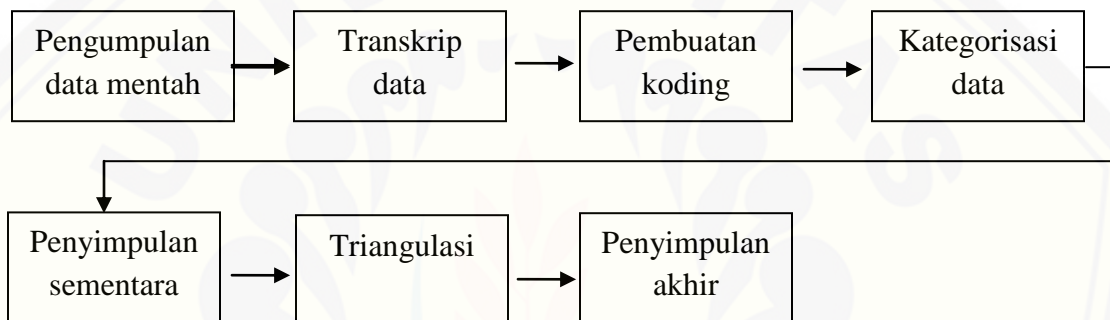 Pengumpulan
data mentah
Transkrip
data
Pembuatan
koding
Kategorisasi
data
Penyimpulan
sementara
Triangulasi
Penyimpulan
akhir